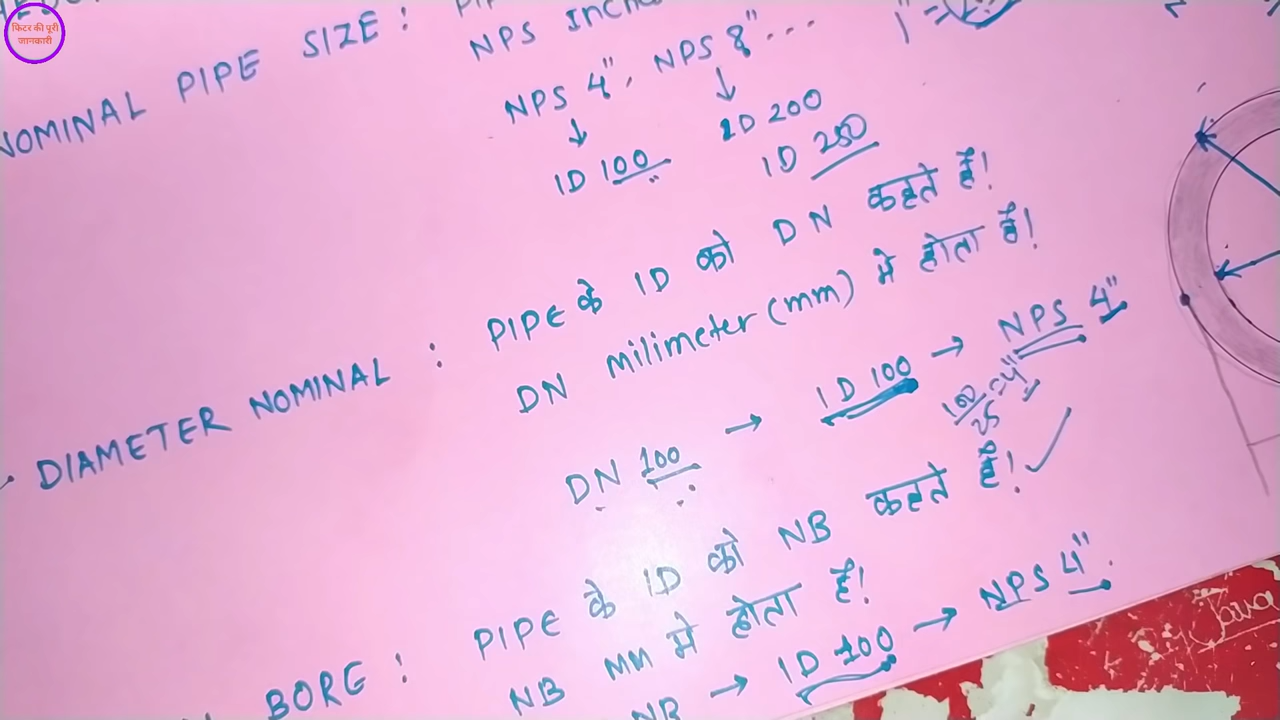 फिटर की पूरी
जानकारी
NOMINAL PIPE SIZE :
NPS INCH
NPS 4", NPS 8" ...
1" =
↓ ↓
ID 100 ID 200
ID 250
DIAMETER NOMINAL : PIPE के ID को DN कहते हैं!
DN milimeter (mm) मे होता है!
DN 100 → ID 100 → NPS 4"
100/25 = 4"
BORE : PIPE के ID को NB कहते हैं!
NB MM मे होता है!
NB → ID 100 → NPS 4".